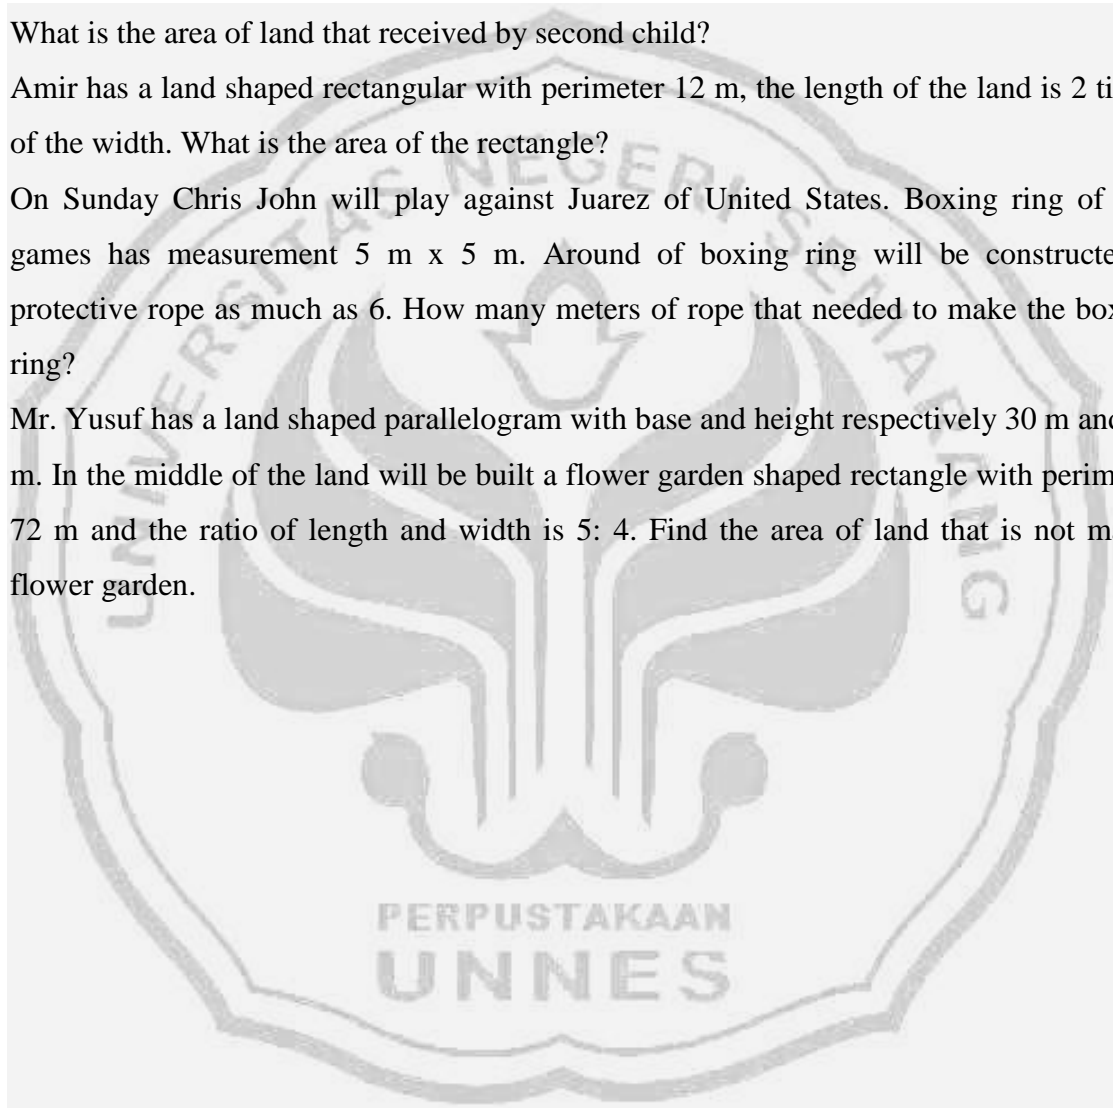 What is the area of land that received by second child?
Amir has a land shaped rectangular with perimeter 12 m, the length of the land is 2 ti
of the width. What is the area of the rectangle?
On Sunday Chris John will play against Juarez of United States. Boxing ring of
games has measurement 5 m x 5 m. Around of boxing ring will be constructe
protective rope as much as 6. How many meters of rope that needed to make the box
ring?
Mr. Yusuf has a land shaped parallelogram with base and height respectively 30 m and
m. In the middle of the land will be built a flower garden shaped rectangle with perim
72 m and the ratio of length and width is 5: 4. Find the area of land that is not m
flower garden.
UNIVERSITAS NEGERI SEMARANG
PERPUSTAKAAN
UNNES